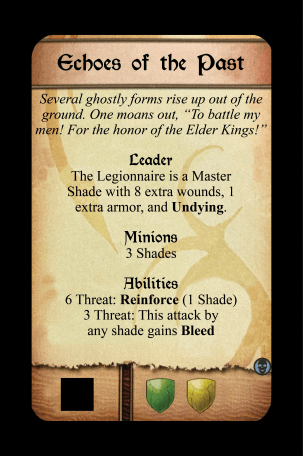 Echoes of the Past
Several ghostly forms rise up out of the
ground. One moans out, “To battle my
men! For the honor of the Elder Kings!”
Leader
The Legionnaire is a Master
Shade with 8 extra wounds, 1
extra armor, and Undying.
Minions
3 Shades
Abilities
6 Threat: Reinforce (1 Shade)
3 Threat: This attack by
any shade gains Bleed